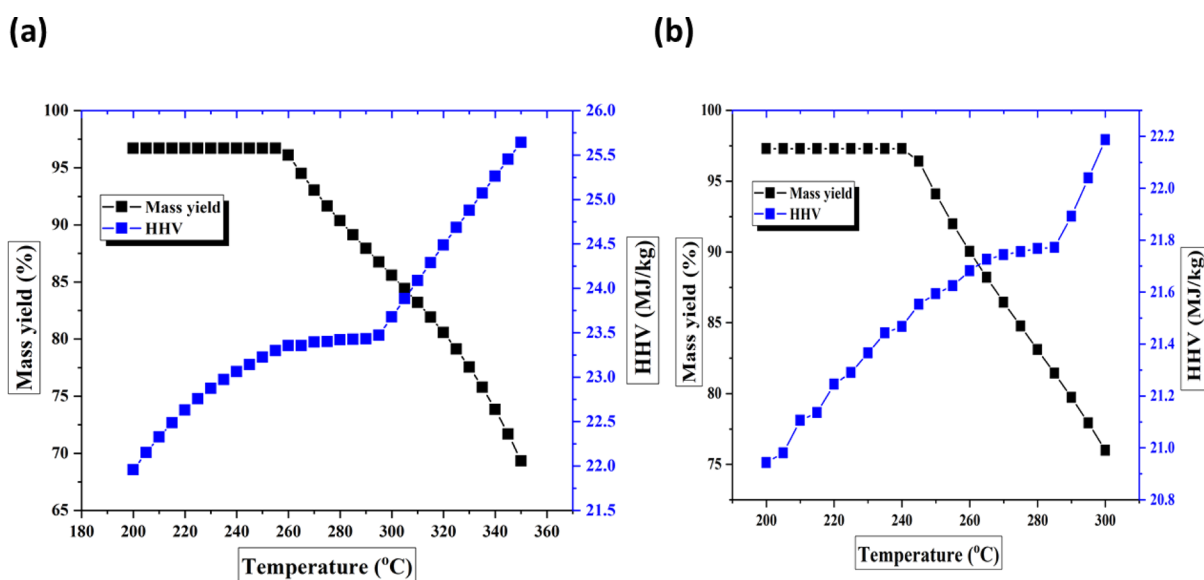 (a)
(b)
100
95
90
85
80
75
70
65
Mass yield (%)
26.0
25.5
25.0
24.5
24.0
23.5
23.0
22.5
22.0
21.5
HHV (MJ/kg)
Mass yield
HHV
180 200 220 240 260 280 300 320 340 360
Temperature (⁰C)
100
95
90
85
80
75
Mass yield (%)
22.2
22.0
21.8
21.6
21.4
21.2
21.0
20.8
HHV (MJ/kg)
Mass yield
HHV
200 220 240 260 280 300
Temperature (⁰C)